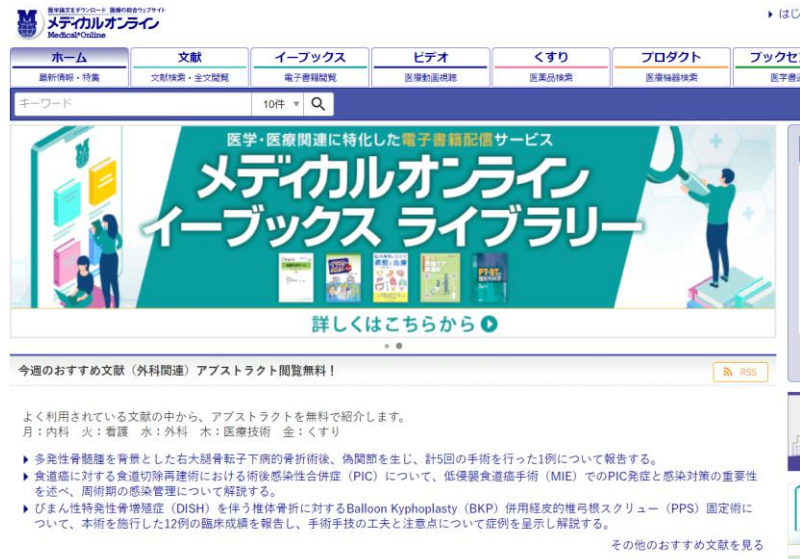 医学論文をダウンロード 医療の総合ウェブサイト
メディカルオンライン
Medical*Online
はじ
ホーム 文献 イーブックス ビデオ くすり プロダクト ブックセ
最新情報・特集 文献検索・全文閲覧 電子書籍閲覧 医療動画視聴 医薬品検索 医療機器検索 医学書
キーワード 10件
医学・医療関連に特化した電子書籍配信サービス
メディカルオンライン
イーブックス ライブラリー
PT・OT
詳しくはこちらから
今週のおすすめ文献（外科関連）アブストラクト閲覧無料！ RSS
よく利用されている文献の中から、アブストラクトを無料で紹介します。
月：内科 火：看護 水：外科 木：医療技術 金：くすり
多発性骨髄腫を背景とした右大腿骨転子下病的骨折術後、偽関節を生じ、計5回の手術を行った1例について報告する。
食道癌に対する食道切除再建術における術後感染性合併症（PIC）について、低侵襲食道癌手術（MIE）でのPIC発症と感染対策の重要性
を述べ、周術期の感染管理について解説する。
びまん性特発性骨増殖症（DISH）を伴う椎体骨折に対するBalloon Kyphoplasty（BKP）併用経皮的椎弓根スクリュー（PPS）固定術に
ついて、本術を施行した12例の臨床成績を報告し、手術手技の工夫と注意点について症例を呈示し解説する。
その他のおすすめ文献を見る